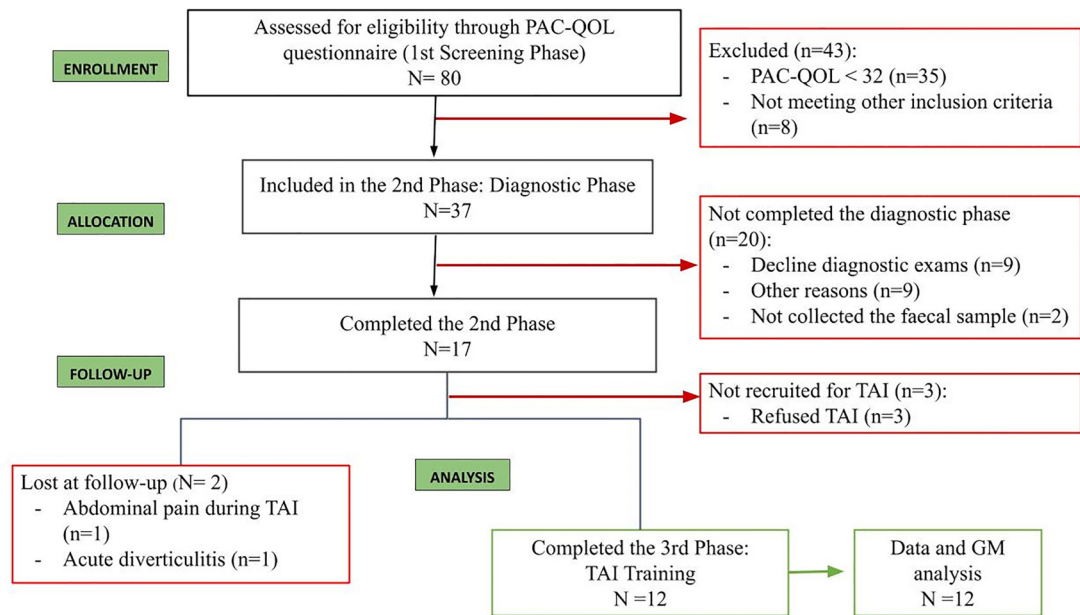 Assessed for eligibility through PAC-QOL
questionnaire (1st Screening Phase)
N= 80
ENROLLMENT
Excluded (n=43):
- PAC-QOL < 32 (n=35)
- Not meeting other inclusion criteria
(n=8)
Included in the 2nd Phase: Diagnostic Phase
N=37
ALLOCATION
Not completed the diagnostic phase
(n=20):
- Decline diagnostic exams (n=9)
- Other reasons (n=9)
- Not collected the faecal sample (n=2)
Completed the 2nd Phase
N=17
FOLLOW-UP
Not recruited for TAI (n=3):
- Refused TAI (n=3)
Lost at follow-up (N= 2)
- Abdominal pain during TAI
(n=1)
- Acute diverticulitis (n=1)
ANALYSIS
Completed the 3rd Phase:
TAI Training
N =12
Data and GM
analysis
N =12